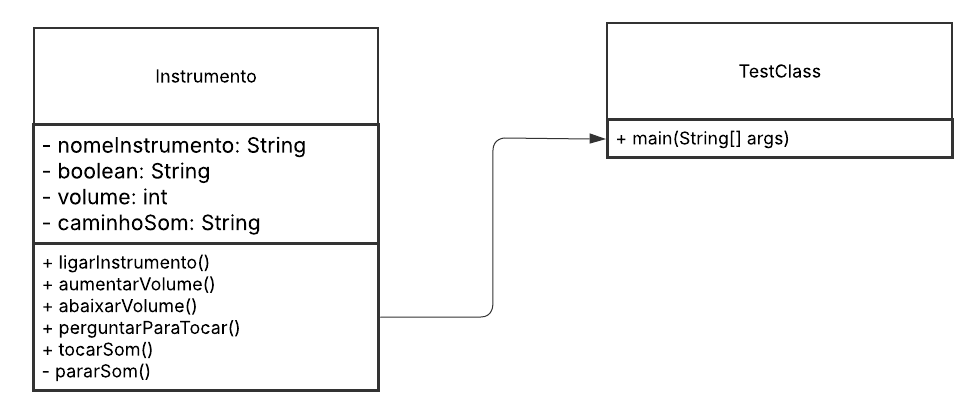 Instrumento
- nomeInstrumento: String
- boolean: String
- volume: int
- caminhoSom: String
+ ligarInstrumento()
+ aumentarVolume()
+ abaixarVolume()
+ perguntarParaTocar()
+ tocarSom()
- pararSom()
TestClass
+ main(String[] args)